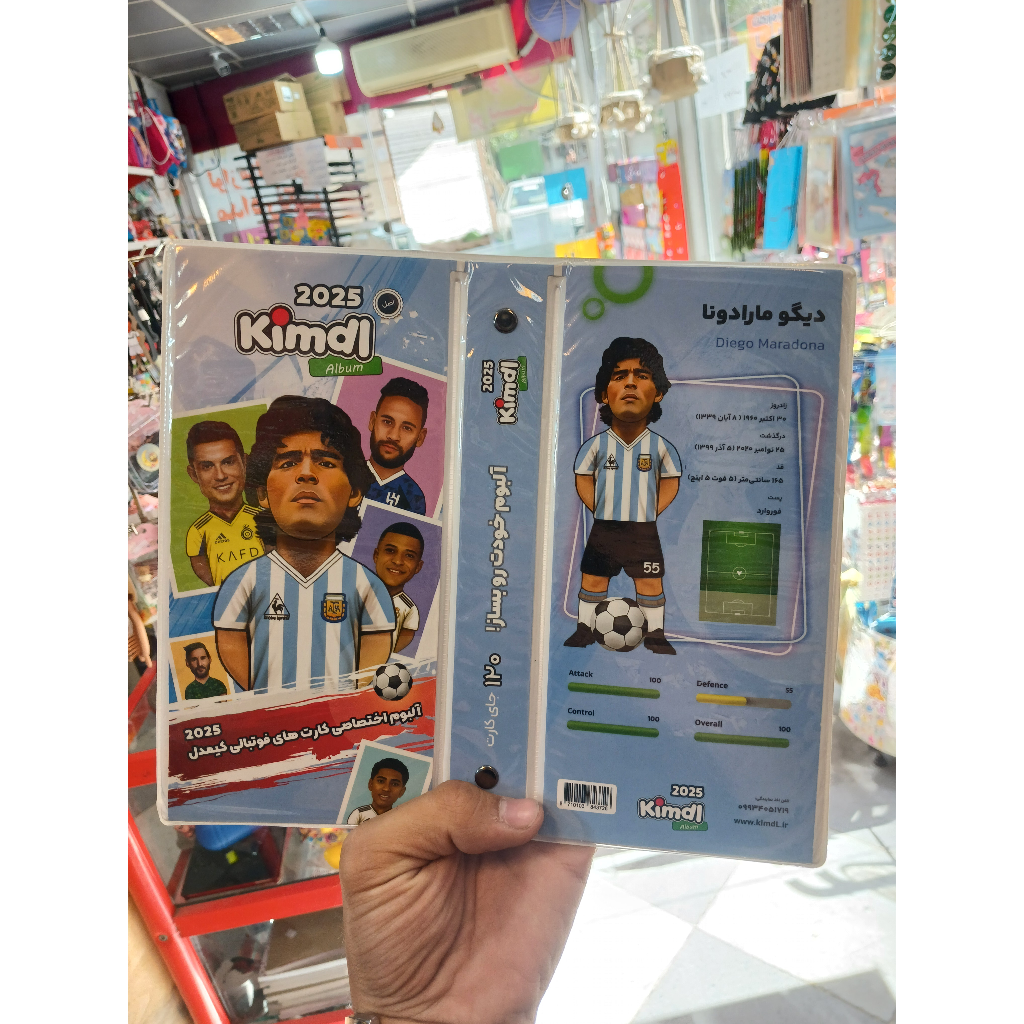 2025
Kimdl
Album
اصل
KAFD
2025
آلبوم اختصاصی کارت های فوتبالی کیمدل
2025
Kimdl
Album
آلبوم خودت رو بساز!
۱۲۰ جای کارت
دیگو مارادونا
Diego Maradona
زادروز
۳۰ اکتبر ۱۹۶۰ ( ۸ آبان ۱۳۳۹)
درگذشت
۲۵ نوامبر ۲۰۲۰ (۵ آذر ۱۳۹۹)
قد
۱۶۵ سانتی‌متر (۵ فوت ۵ اینچ)
پست
فوروارد
55
Attack 100
Defence 55
Control 100
Overall 100
2025
Kimdl
Album
۰۹۹۳۴۰۵۱۷۱۹
www.kimdl.ir